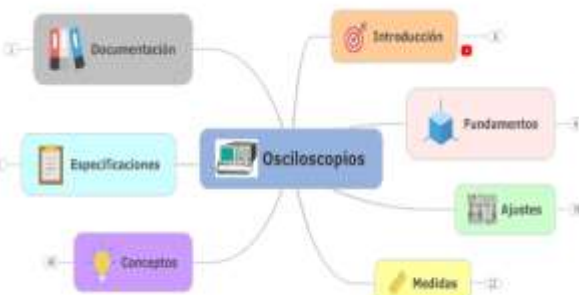 Documentación
Introducción
Fundamentos
Osciloscopios
Especificaciones
Ajustes
Conceptos
Medidas